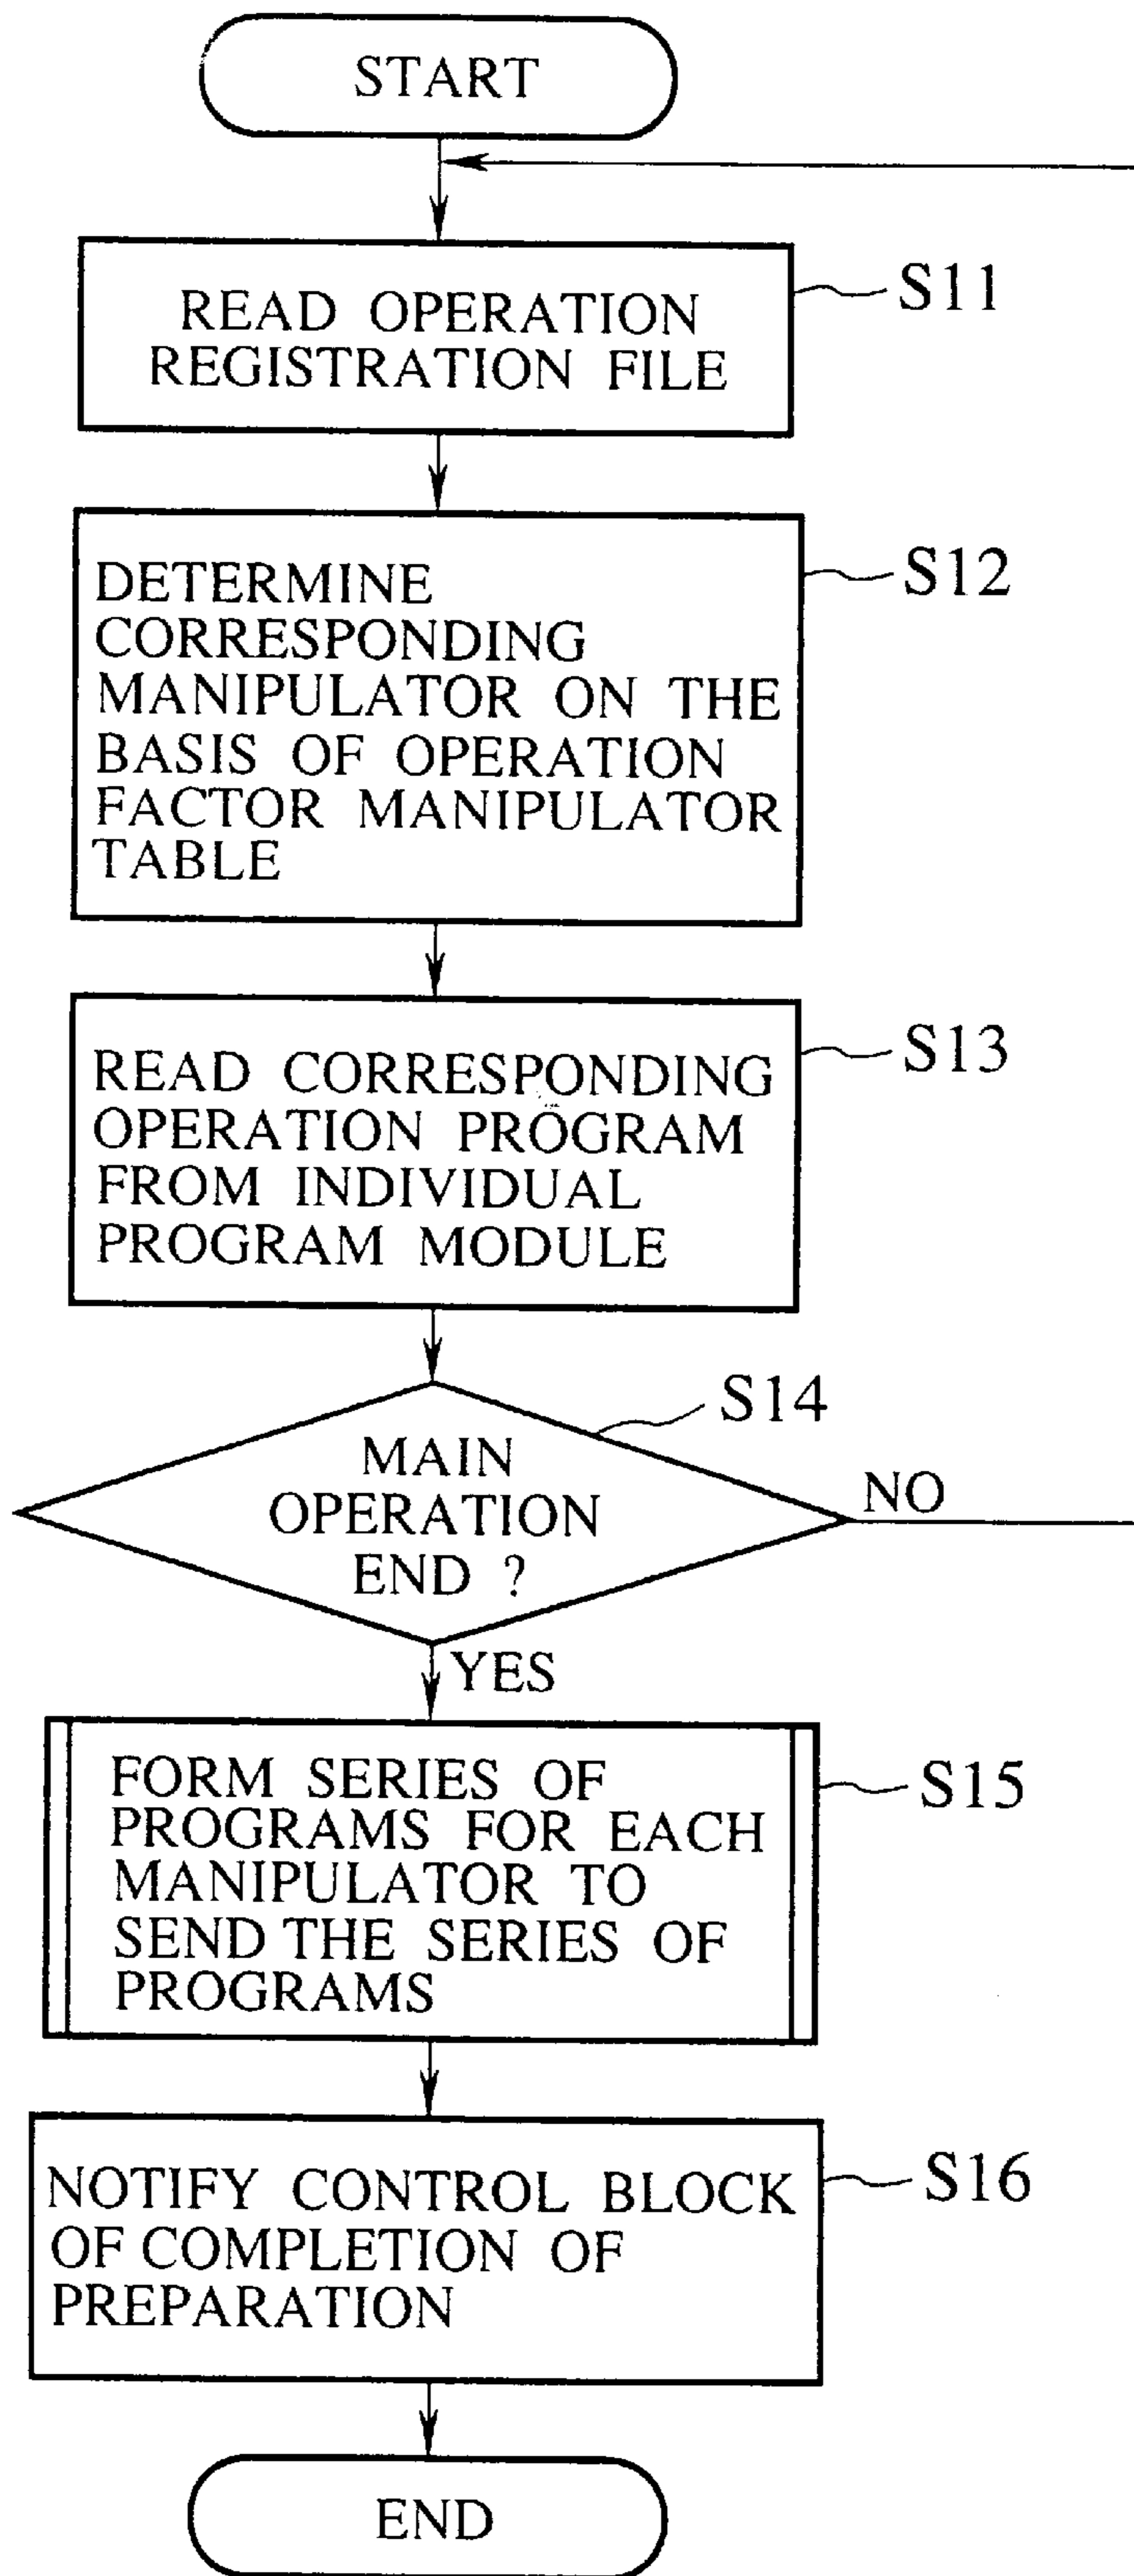 START
READ OPERATION
REGISTRATION FILE
S11
DETERMINE
CORRESPONDING
MANIPULATOR ON THE
BASIS OF OPERATION
FACTOR MANIPULATOR
TABLE
S12
READ CORRESPONDING
OPERATION PROGRAM
FROM INDIVIDUAL
PROGRAM MODULE
S13
MAIN
OPERATION
END ?
S14
NO
YES
FORM SERIES OF
PROGRAMS FOR EACH
MANIPULATOR TO
SEND THE SERIES OF
PROGRAMS
S15
NOTIFY CONTROL BLOCK
OF COMPLETION OF
PREPARATION
S16
END